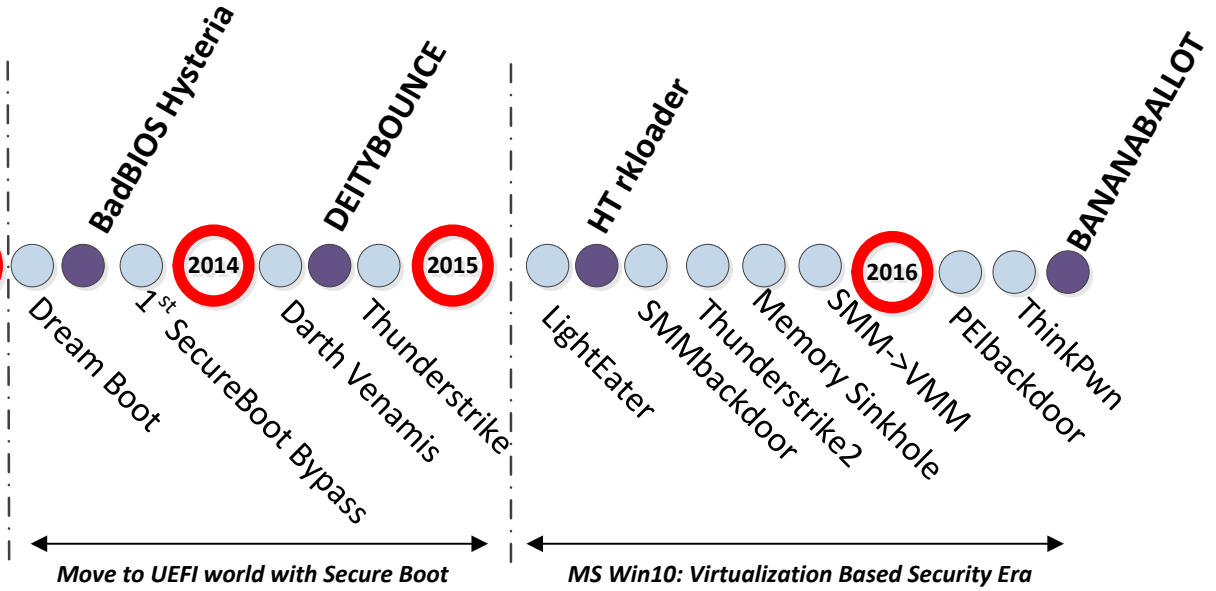 BadBIOS Hysteria
DEITYBOUNCE
HT rkloader
BANANABALLOT
2014
2015
2016
Dream Boot
1st SecureBoot Bypass
Darth Venamis
Thunderstrike
LightEater
SMMbackdoor
Thunderstrike2
Memory Sinkhole
SMM->VMM
PEIbackdoor
ThinkPwn
Move to UEFI world with Secure Boot
MS Win10: Virtualization Based Security Era